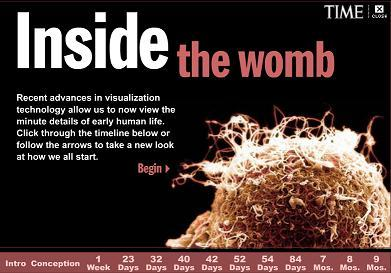 TIME
CLOSE
Inside
the womb
Recent advances in visualization
technology allow us to now view the
minute details of early human life.
Click through the timeline below or
follow the arrows to take a new look
at how we all start.
Begin
Intro Conception 1 Week 23 Days 32 Days 40 Days 42 Days 52 Days 54 Days 84 Days 7 Mos. 8 Mos. 9 Mos.